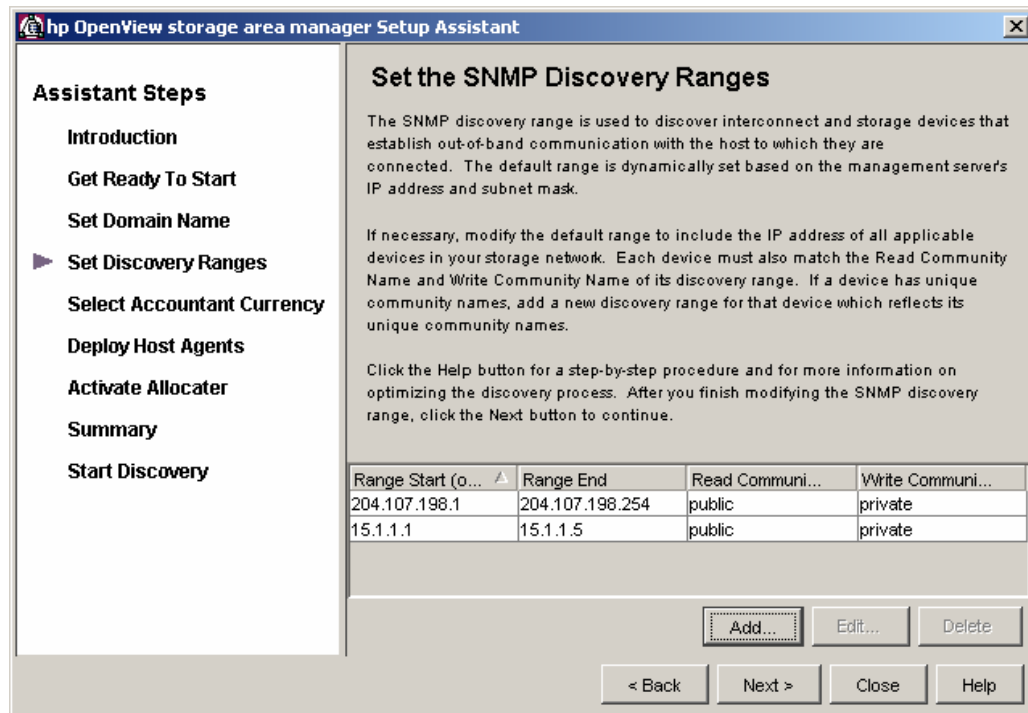 hp OpenView storage area manager Setup Assistant
Assistant Steps
Introduction
Get Ready To Start
Set Domain Name
Set Discovery Ranges
Select Accountant Currency
Deploy Host Agents
Activate Allocater
Summary
Start Discovery
Set the SNMP Discovery Ranges
The SNMP discovery range is used to discover interconnect and storage devices that
establish out-of-band communication with the host to which they are
connected. The default range is dynamically set based on the management server's
IP address and subnet mask.
If necessary, modify the default range to include the IP address of all applicable
devices in your storage network. Each device must also match the Read Community
Name and Write Community Name of its discovery range. If a device has unique
community names, add a new discovery range for that device which reflects its
unique community names.
Click the Help button for a step-by-step procedure and for more information on
optimizing the discovery process. After you finish modifying the SNMP discovery
range, click the Next button to continue.
Range Start (o... Range End Read Communi... Write Communi...
204.107.198.1 204.107.198.254 public private
15.1.1.1 15.1.1.5 public private
Add... Edit... Delete
< Back Next > Close Help